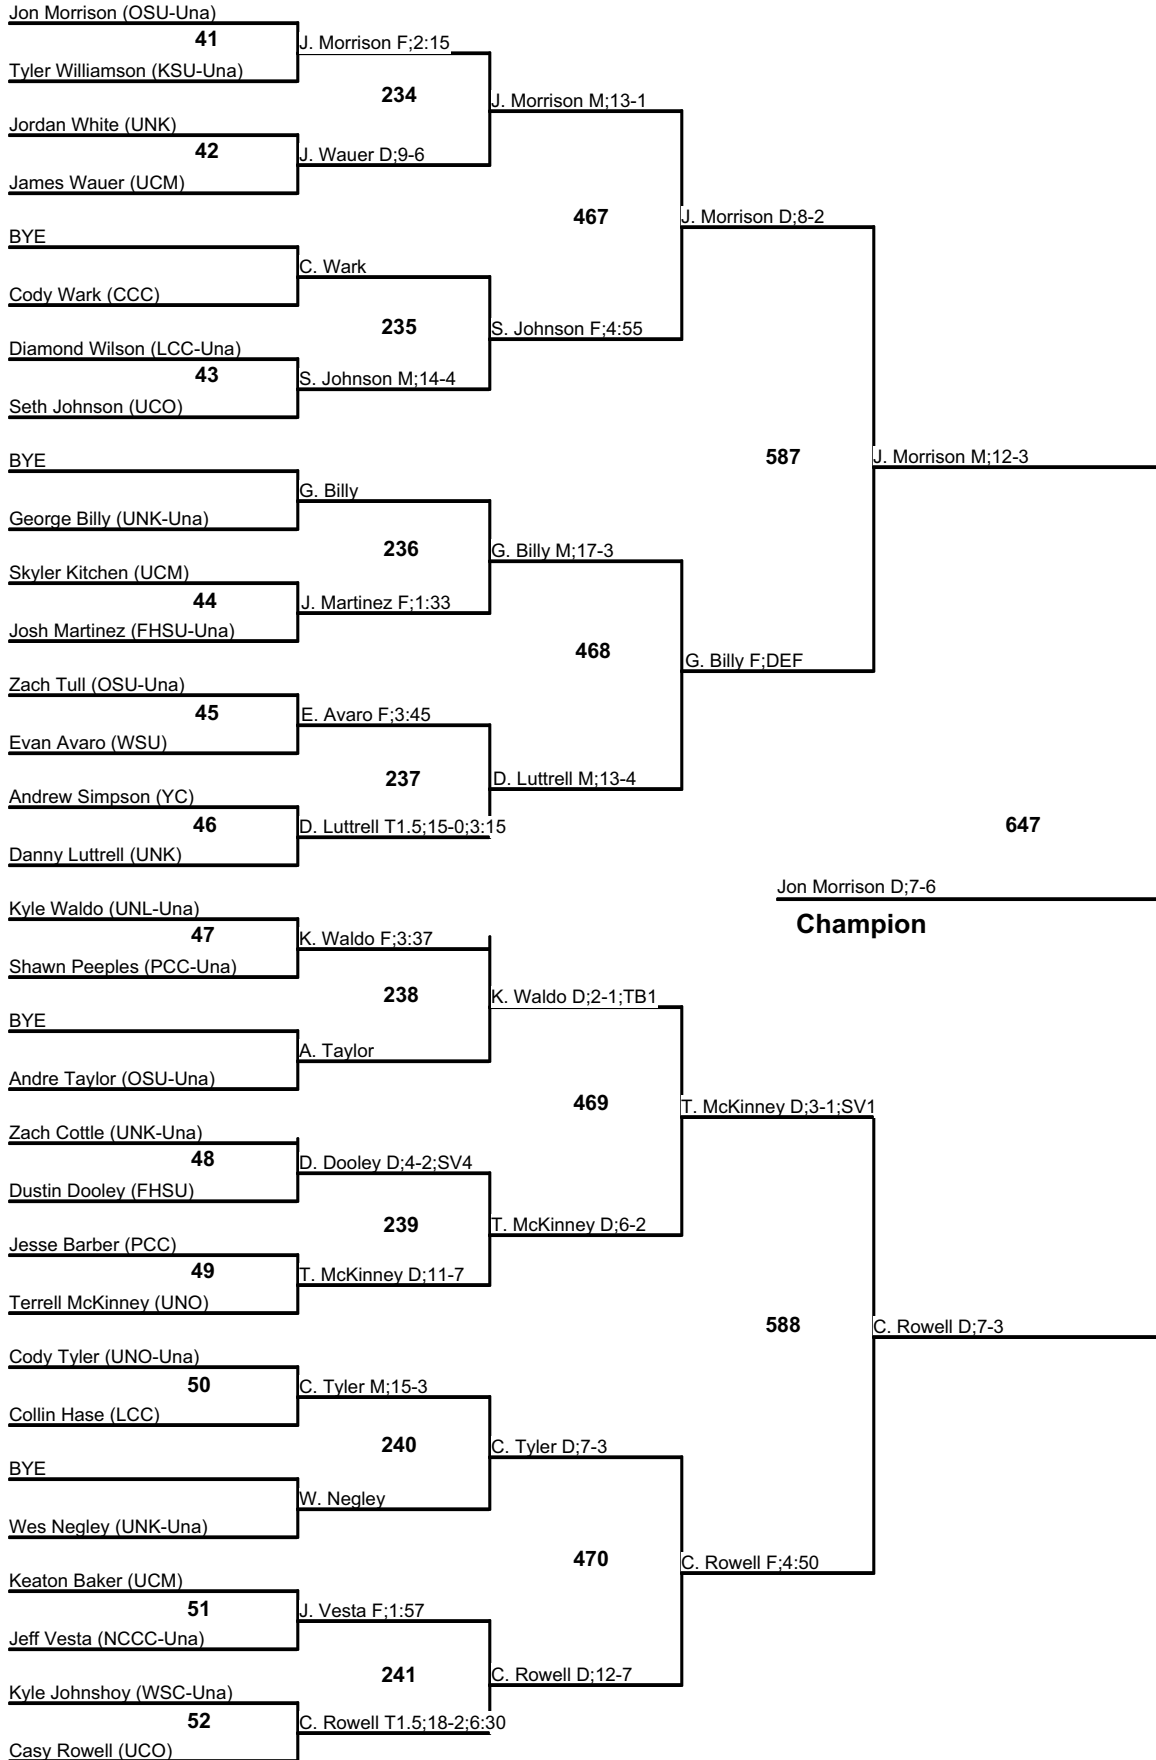 Jon Morrison (OSU-Una)
41
J. Morrison F;2:15
Tyler Williamson (KSU-Una)
234
J. Morrison M;13-1
Jordan White (UNK)
42
J. Wauer D;9-6
James Wauer (UCM)
467
J. Morrison D;8-2
BYE
C. Wark
Cody Wark (CCC)
235
S. Johnson F;4:55
Diamond Wilson (LCC-Una)
43
S. Johnson M;14-4
Seth Johnson (UCO)
587
J. Morrison M;12-3
BYE
G. Billy
George Billy (UNK-Una)
236
G. Billy M;17-3
Skyler Kitchen (UCM)
44
J. Martinez F;1:33
Josh Martinez (FHSU-Una)
468
G. Billy F;DEF
Zach Tull (OSU-Una)
45
E. Avaro F;3:45
Evan Avaro (WSU)
237
D. Luttrell M;13-4
Andrew Simpson (YC)
46
D. Luttrell T1.5;15-0;3:15
Danny Luttrell (UNK)
647
Jon Morrison D;7-6
Champion
Kyle Waldo (UNL-Una)
47
K. Waldo F;3:37
Shawn Peeples (PCC-Una)
238
K. Waldo D;2-1;TB1
BYE
A. Taylor
Andre Taylor (OSU-Una)
469
T. McKinney D;3-1;SV1
Zach Cottle (UNK-Una)
48
D. Dooley D;4-2;SV4
Dustin Dooley (FHSU)
239
T. McKinney D;6-2
Jesse Barber (PCC)
49
T. McKinney D;11-7
Terrell McKinney (UNO)
588
C. Rowell D;7-3
Cody Tyler (UNO-Una)
50
C. Tyler M;15-3
Collin Hase (LCC)
240
C. Tyler D;7-3
BYE
W. Negley
Wes Negley (UNK-Una)
470
C. Rowell F;4:50
Keaton Baker (UCM)
51
J. Vesta F;1:57
Jeff Vesta (NCCC-Una)
241
C. Rowell D;12-7
Kyle Johnshoy (WSC-Una)
52
C. Rowell T1.5;18-2;6:30
Casy Rowell (UCO)